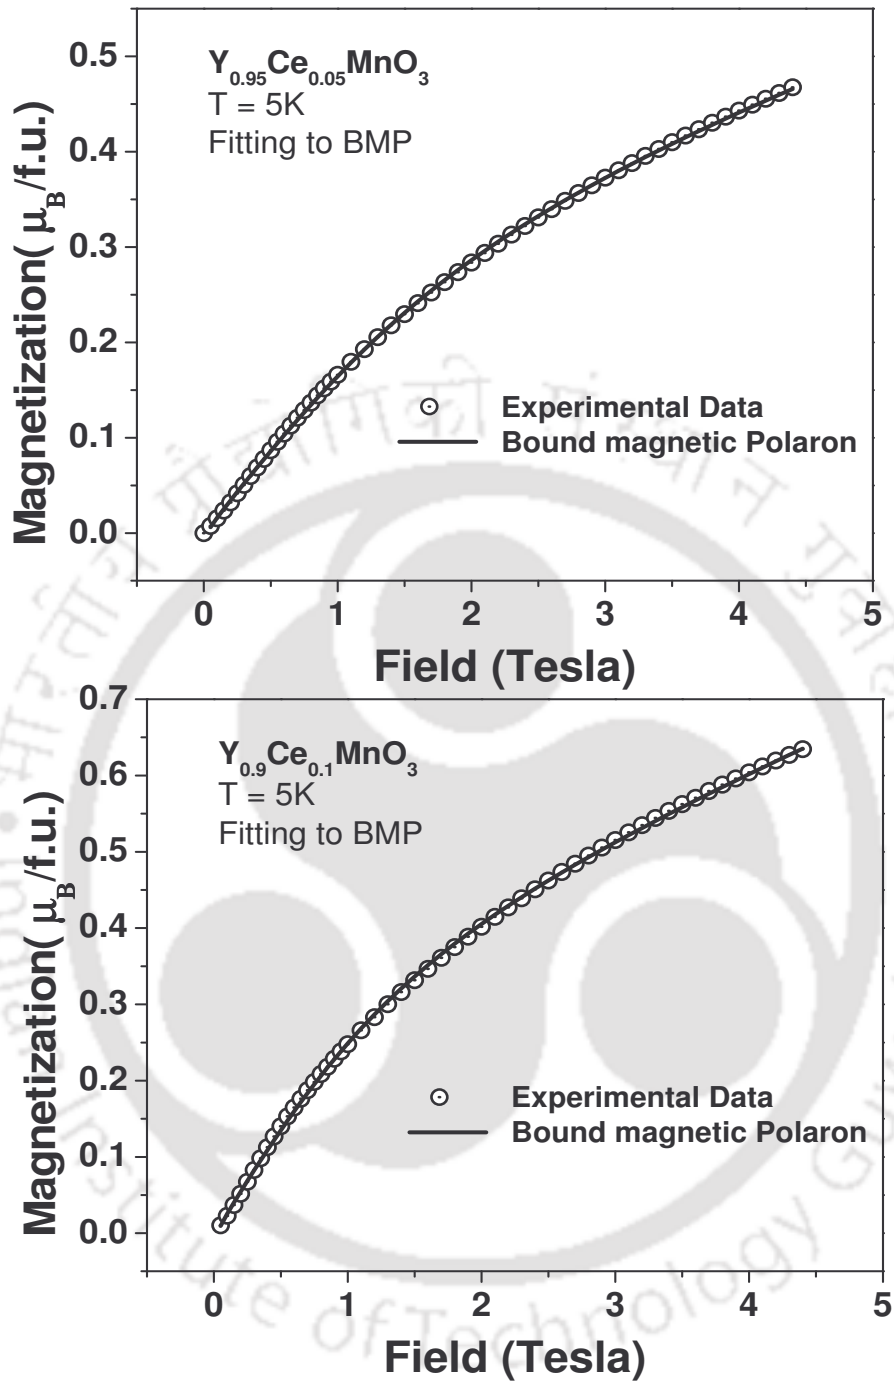 Y0.95Ce0.05MnO3
T = 5K
Fitting to BMP
0.5
0.4
0.3
0.2
0.1
0.0
Magnetization( μB/f.u.)
Experimental Data
Bound magnetic Polaron
0 1 2 3 4 5
Field (Tesla)
Y0.9Ce0.1MnO3
T = 5K
Fitting to BMP
0.7
0.6
0.5
0.4
0.3
0.2
0.1
0.0
Magnetization( μB/f.u.)
Experimental Data
Bound magnetic Polaron
0 1 2 3 4 5
Field (Tesla)
Institute of Technology